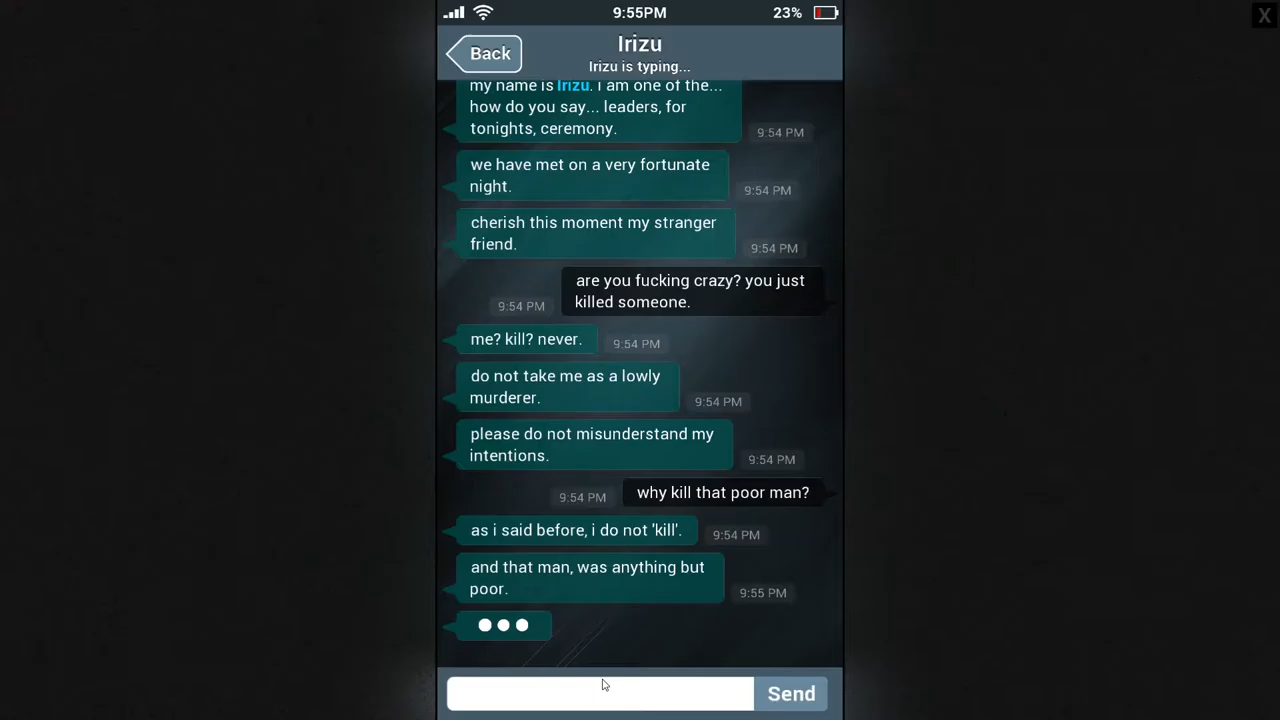 9:55PM
23%
X
Back
Irizu
Irizu is typing...
my name is Irizu. I am one of the...
how do you say... leaders, for
tonights, ceremony.
9:54 PM
we have met on a very fortunate
night.
9:54 PM
cherish this moment my stranger
friend.
9:54 PM
are you fucking crazy? you just
killed someone.
9:54 PM
me? kill? never.
9:54 PM
do not take me as a lowly
murderer.
9:54 PM
please do not misunderstand my
intentions.
9:54 PM
why kill that poor man?
9:54 PM
as i said before, i do not 'kill'.
9:54 PM
and that man, was anything but
poor.
9:55 PM
Send